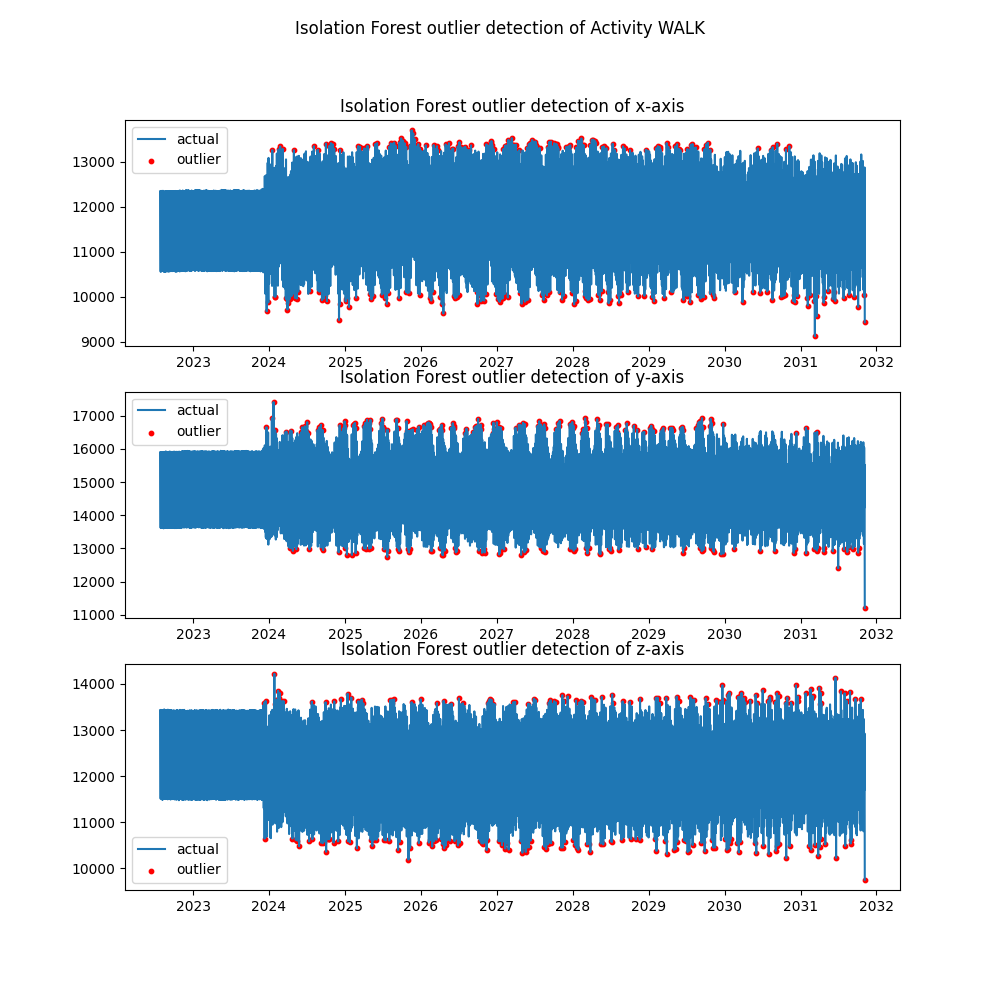 Isolation Forest outlier detection of Activity WALK
Isolation Forest outlier detection of x-axis
actual
outlier
13000
12000
11000
10000
9000
2023 2024 2025 2026 2027 2028 2029 2030 2031 2032
Isolation Forest outlier detection of y-axis
actual
outlier
17000
16000
15000
14000
13000
12000
11000
2023 2024 2025 2026 2027 2028 2029 2030 2031 2032
Isolation Forest outlier detection of z-axis
14000
13000
12000
11000
10000
actual
outlier
2023 2024 2025 2026 2027 2028 2029 2030 2031 2032